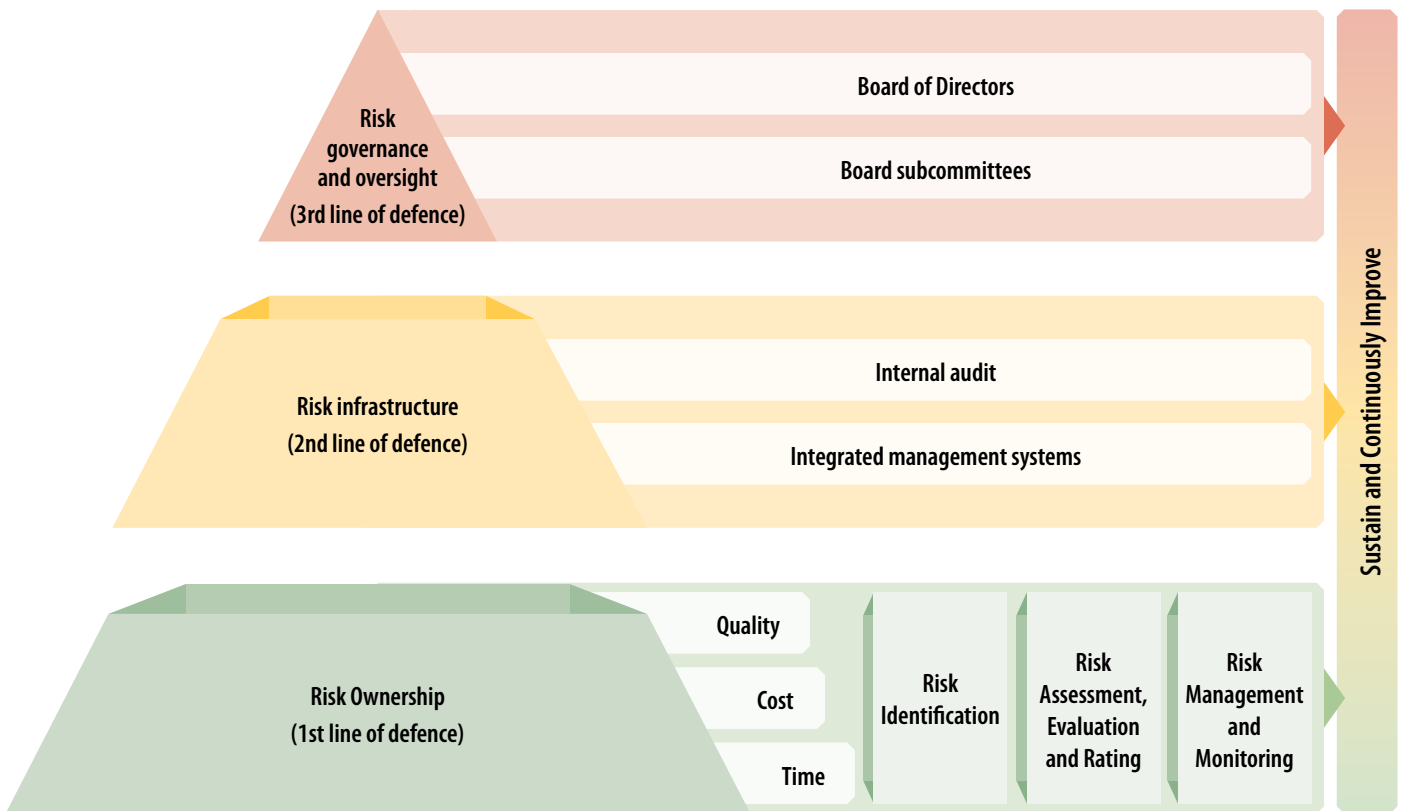 Risk
governance
and oversight
(3rd line of defence)
Board of Directors
Board subcommittees
Risk infrastructure
(2nd line of defence)
Internal audit
Integrated management systems
Risk Ownership
(1st line of defence)
Quality
Cost
Time
Risk
Identification
Risk
Assessment,
Evaluation
and Rating
Risk
Management
and
Monitoring
Sustain and Continuously Improve